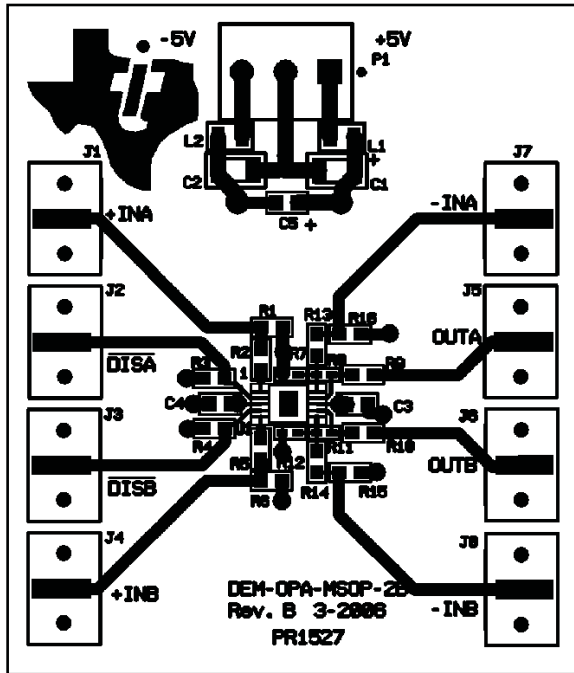 -5V
+5V
P1
L2
L1
+
C2
C1
C5 +
J1
J7
+INA
-INA
J2
J5
R1
R13
R16
OUTA
DISA
R2
R7
R8
R9
R3
1
C4
C3
J3
J6
R4
R11
R10
R5
R12
OUTB
DISB
R6
R14
R15
J4
J8
+INB
DEM-OPA-MSOP-2B
Rev. B 3-2008
-INB
PR1527